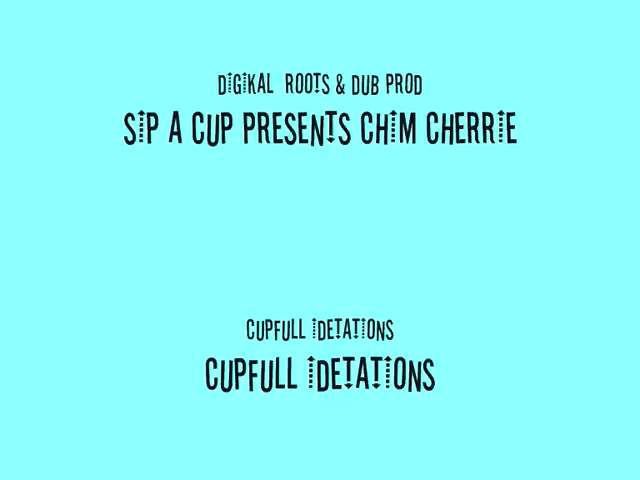 DIGIKAL ROOTS & DUB PROD
SIP A CUP PRESENTS CHIM CHERRIE
CUPFULL IDETATIONS
CUPFULL IDETATIONS